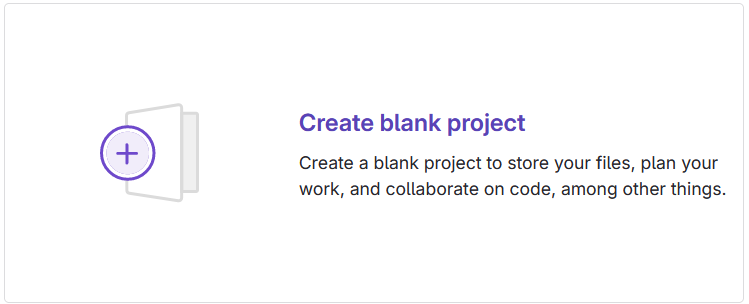 Create blank project
Create a blank project to store your files, plan your
work, and collaborate on code, among other things.